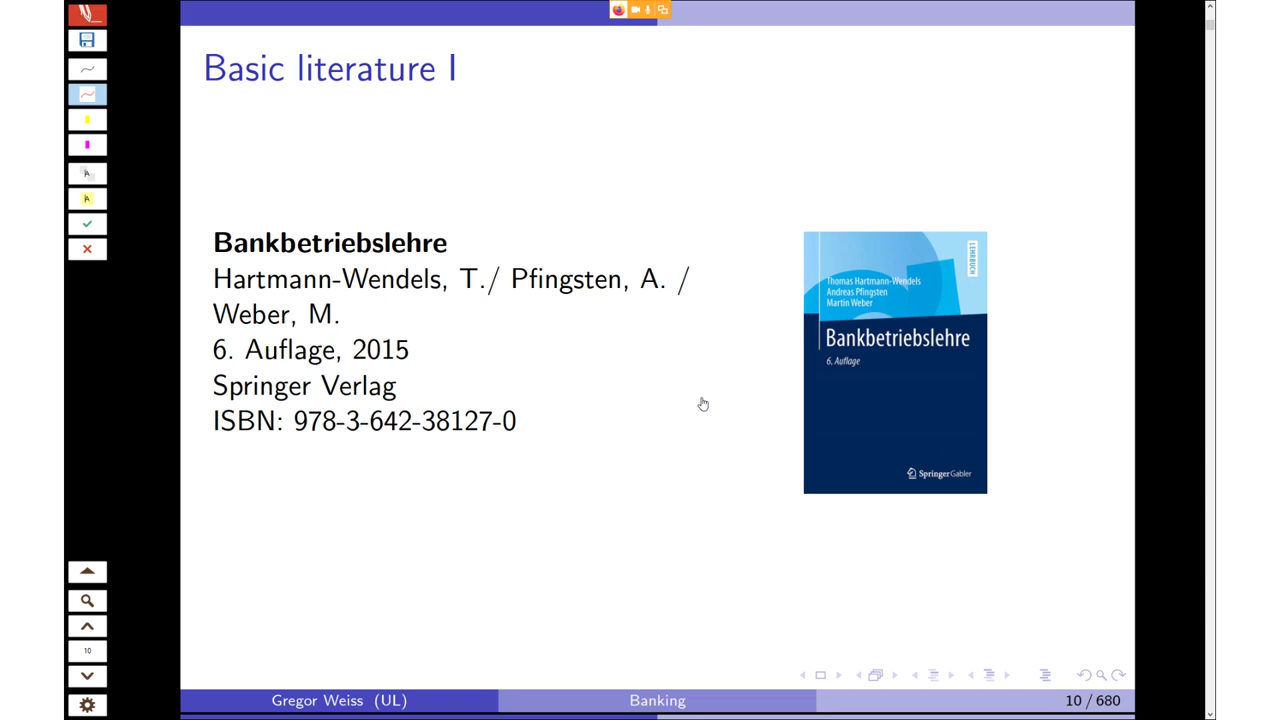 Basic literature I
Bankbetriebslehre
Hartmann-Wendels, T./ Pfingsten, A. /
Weber, M.
6. Auflage, 2015
Springer Verlag
ISBN: 978-3-642-38127-0
LEHRBUCH
Thomas Hartmann-Wendels
Andreas Pfingsten
Martin Weber
Bankbetriebslehre
6. Auflage
Springer Gabler
10
Gregor Weiss (UL)
Banking
10 / 680